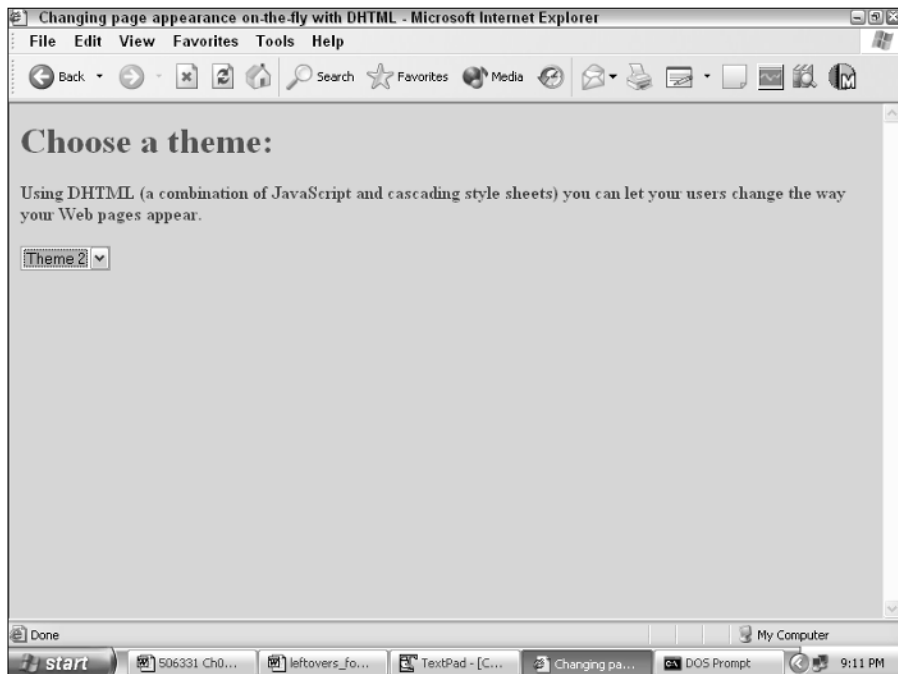 Changing page appearance on-the-fly with DHTML - Microsoft Internet Explorer
File Edit View Favorites Tools Help
Back Search Favorites Media
Choose a theme:
Using DHTML (a combination of JavaScript and cascading style sheets) you can let your users change the way
your Web pages appear.
Theme 2
Done My Computer
start 506331 Ch0... leftovers_fo... TextPad - [C... Changing pa... DOS Prompt 9:11 PM